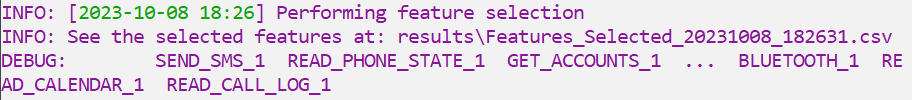 INFO: [2023-10-08 18:26] Performing feature selection
INFO: See the selected features at: results\Features_Selected_20231008_182631.csv
DEBUG:      SEND_SMS_1  READ_PHONE_STATE_1  GET_ACCOUNTS_1  ...  BLUETOOTH_1  RE
AD_CALENDAR_1  READ_CALL_LOG_1